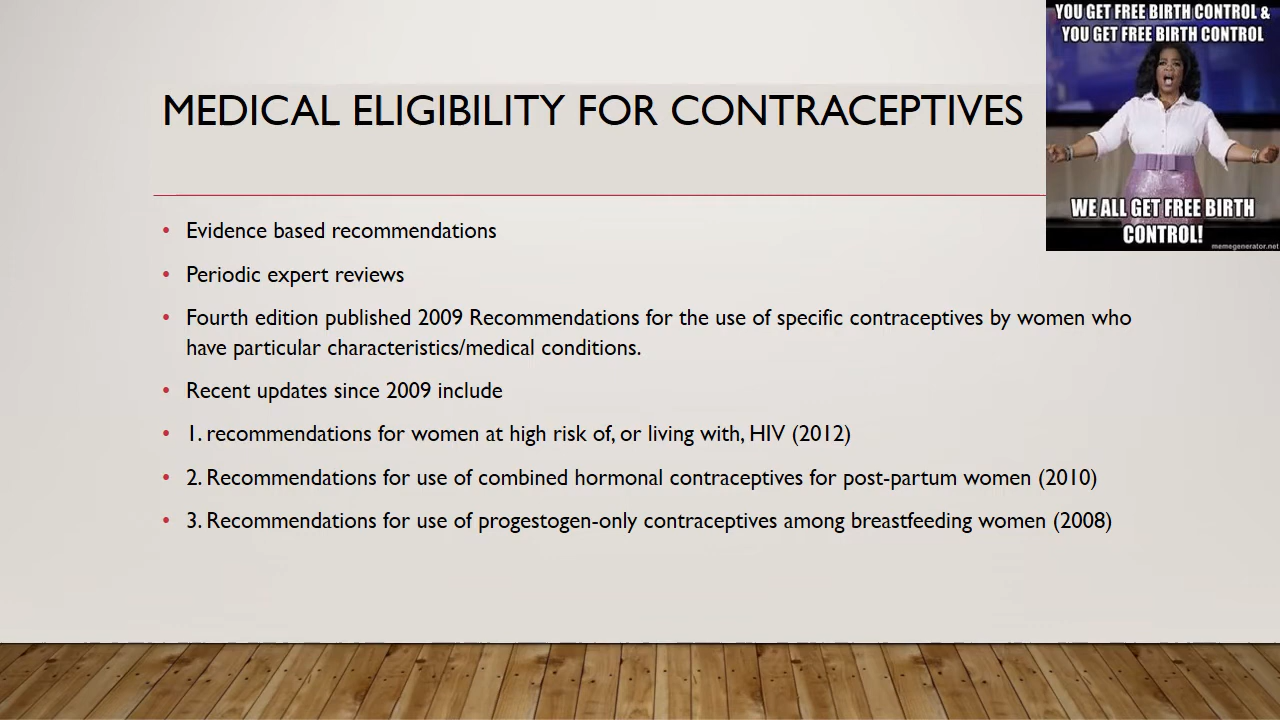 MEDICAL ELIGIBILITY FOR CONTRACEPTIVES
YOU GET FREE BIRTH CONTROL &
YOU GET FREE BIRTH CONTROL
WE ALL GET FREE BIRTH
CONTROL!
memegenerator.net
• Evidence based recommendations
• Periodic expert reviews
• Fourth edition published 2009 Recommendations for the use of specific contraceptives by women who
have particular characteristics/medical conditions.
• Recent updates since 2009 include
• 1. recommendations for women at high risk of, or living with, HIV (2012)
• 2. Recommendations for use of combined hormonal contraceptives for post-partum women (2010)
• 3. Recommendations for use of progestogen-only contraceptives among breastfeeding women (2008)